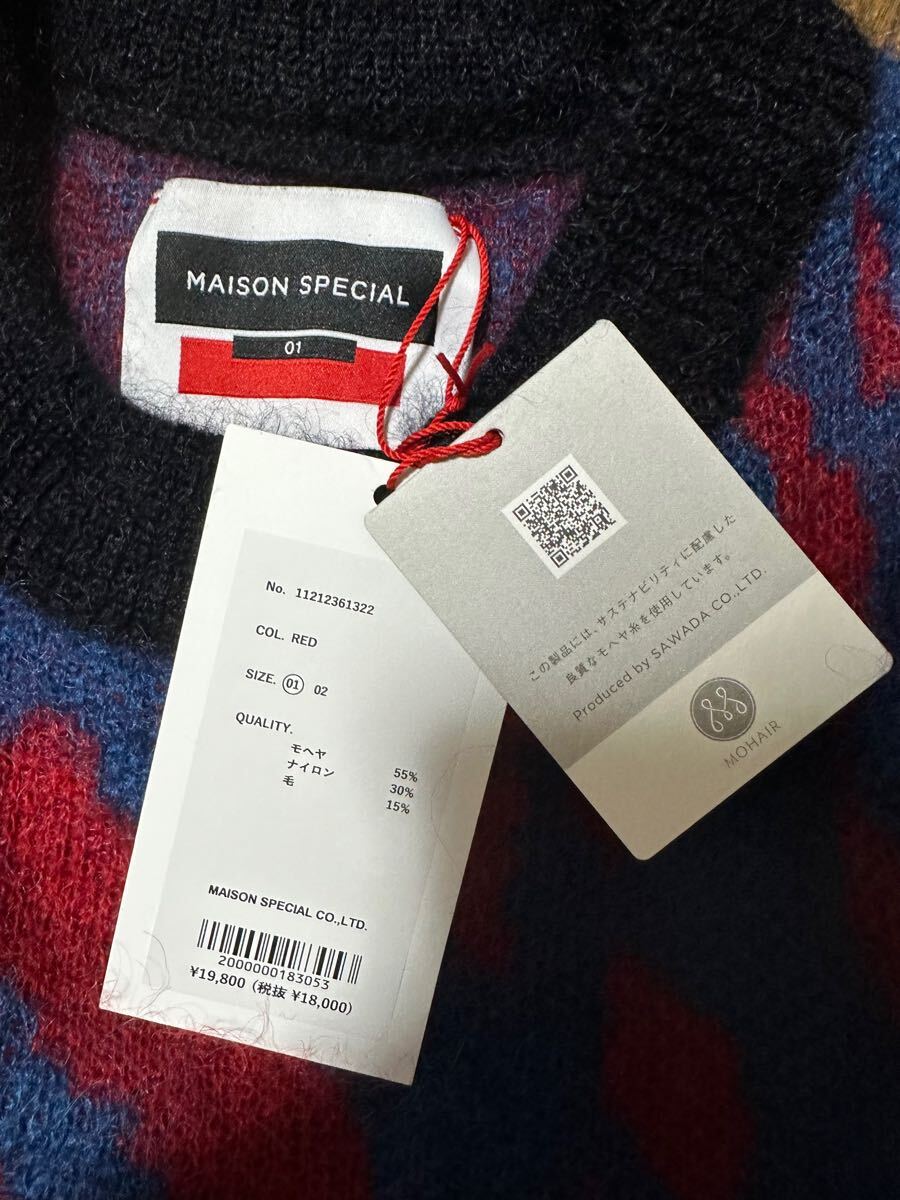 MAISON SPECIAL
01
No. 11212361322
COL. RED
SIZE. 01 02
QUALITY.
モヘヤ 55%
ナイロン 30%
毛 15%
MAISON SPECIAL CO.,LTD.
2000000183053
¥19,800 (税抜 ¥18,000)
この製品には、サステナビリティに配慮した
良質なモヘヤ糸を使用しています。
Produced by SAWADA CO.,LTD.
MOHAIR